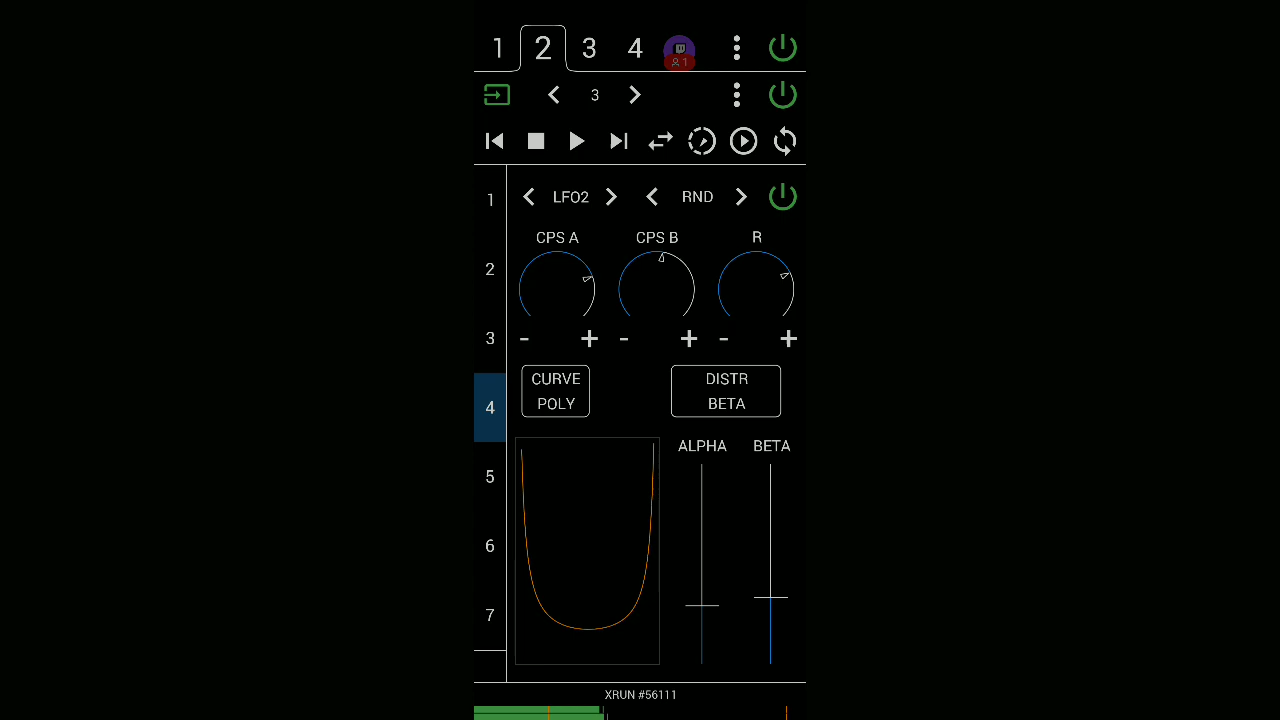 1 2 3 4
1
3
1
2
3
4
5
6
7
LFO2 RND
CPS A CPS B R
- + - + - +
CURVE
POLY
DISTR
BETA
ALPHA BETA
XRUN #56111